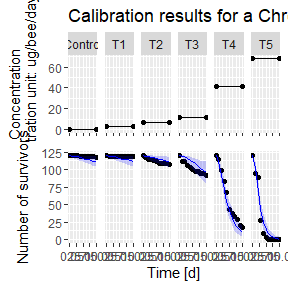 Calibration results for a Chr
Control T1 T2 T3 T4 T5
Concentration
tration unit: ug/bee/day
60
40
20
0
Number of survivors
125
100
75
50
25
0
Time [d]